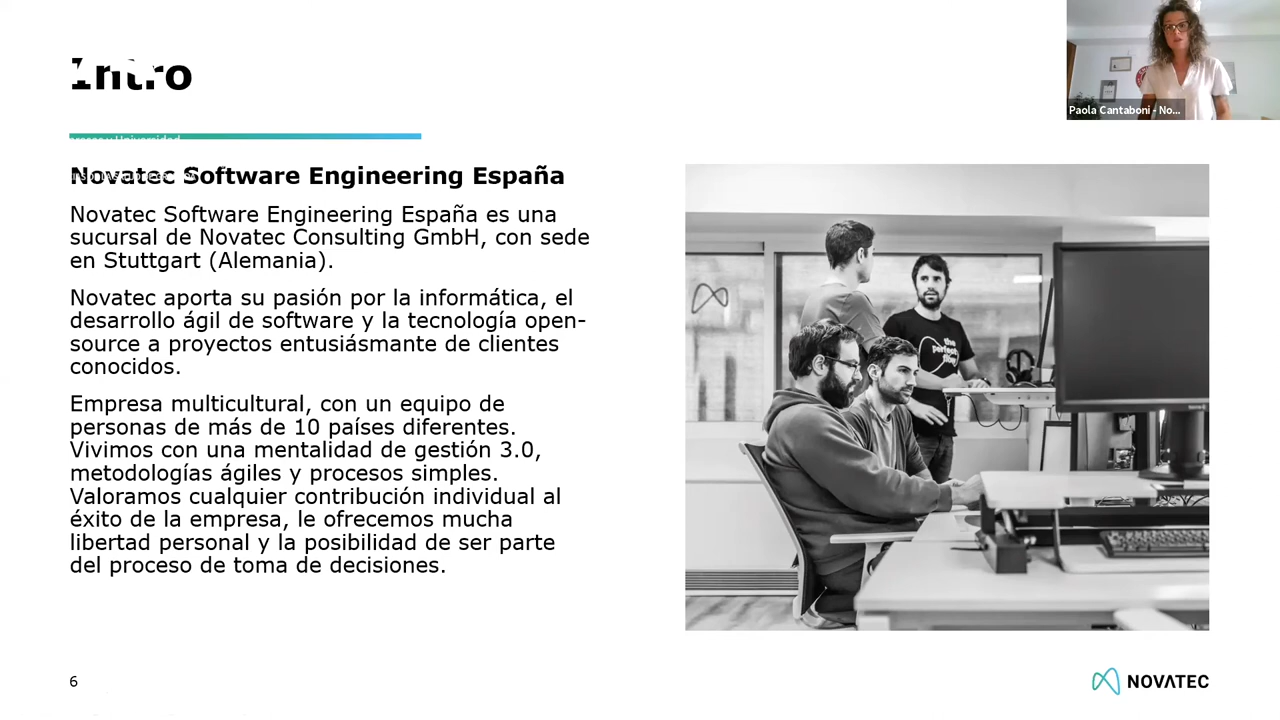 Intro
Paola Cantaboni - No...
Novatec Software Engineering España
Novatec Software Engineering España es una
sucursal de Novatec Consulting GmbH, con sede
en Stuttgart (Alemania).
Novatec aporta su pasión por la informática, el
desarrollo ágil de software y la tecnología open-
source a proyectos entusiásmante de clientes
conocidos.
Empresa multicultural, con un equipo de
personas de más de 10 países diferentes.
Vivimos con una mentalidad de gestión 3.0,
metodologías ágiles y procesos simples.
Valoramos cualquier contribución individual al
éxito de la empresa, le ofrecemos mucha
libertad personal y la posibilidad de ser parte
del proceso de toma de decisiones.
the
perfect
flow
6
NOVATEC